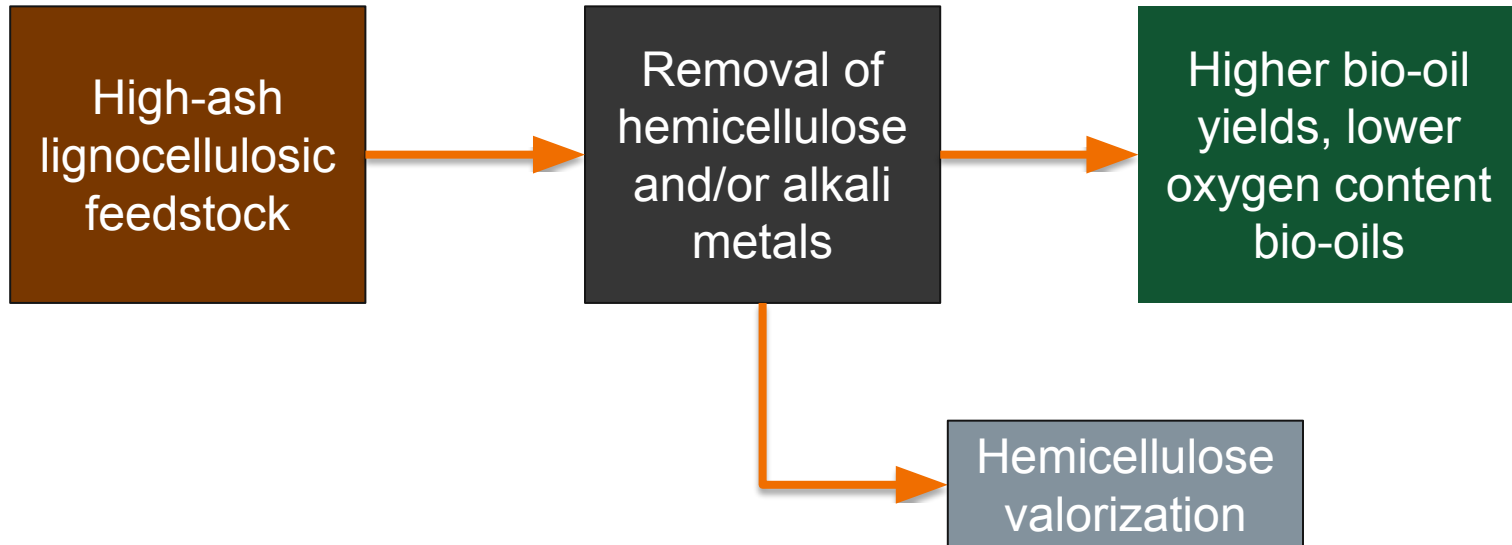 High-ash
lignocellulosic
feedstock
Removal of
hemicellulose
and/or alkali
metals
Higher bio-oil
yields, lower
oxygen content
bio-oils
Hemicellulose
valorization